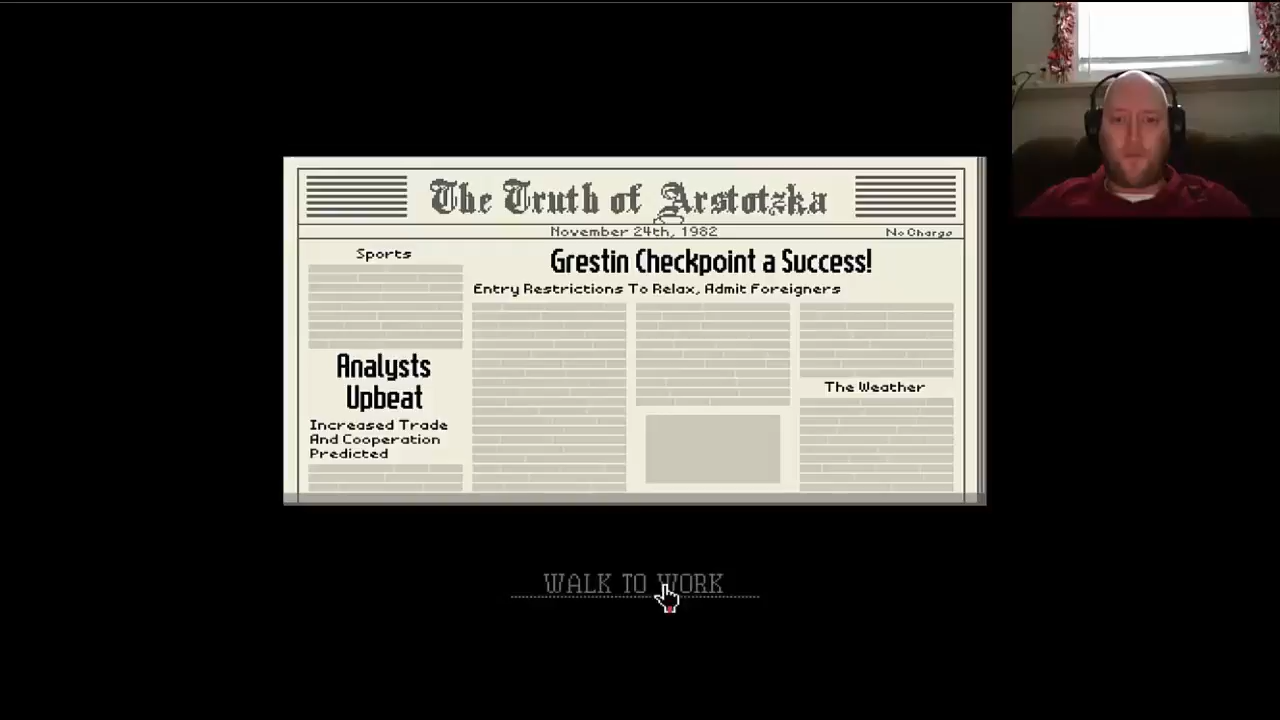 The Truth of Arstotzka
November 24th, 1982
No Charge
Sports
Analysts
Upbeat
Increased Trade
And Cooperation
Predicted
Grestin Checkpoint a Success!
Entry Restrictions To Relax, Admit Foreigners
The Weather
WALK TO WORK